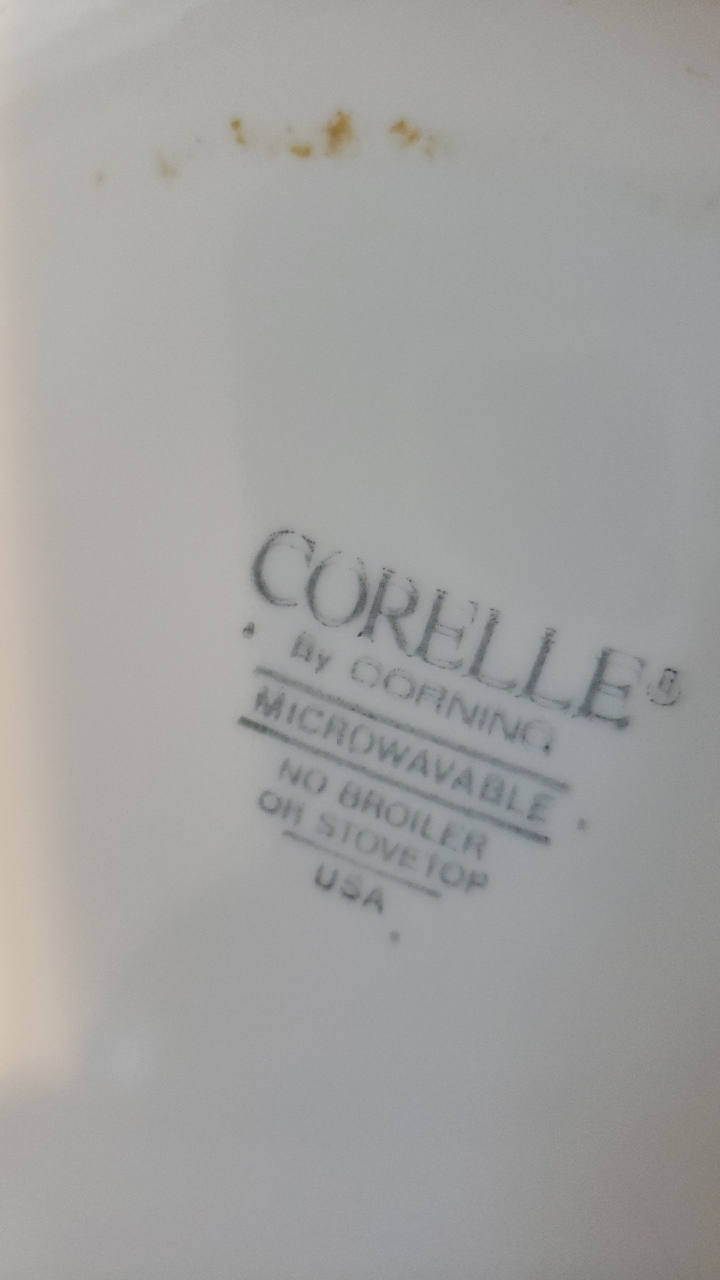 CORELLE®
By CORNING
MICROWAVABLE
NO BROILER
OR STOVETOP
USA